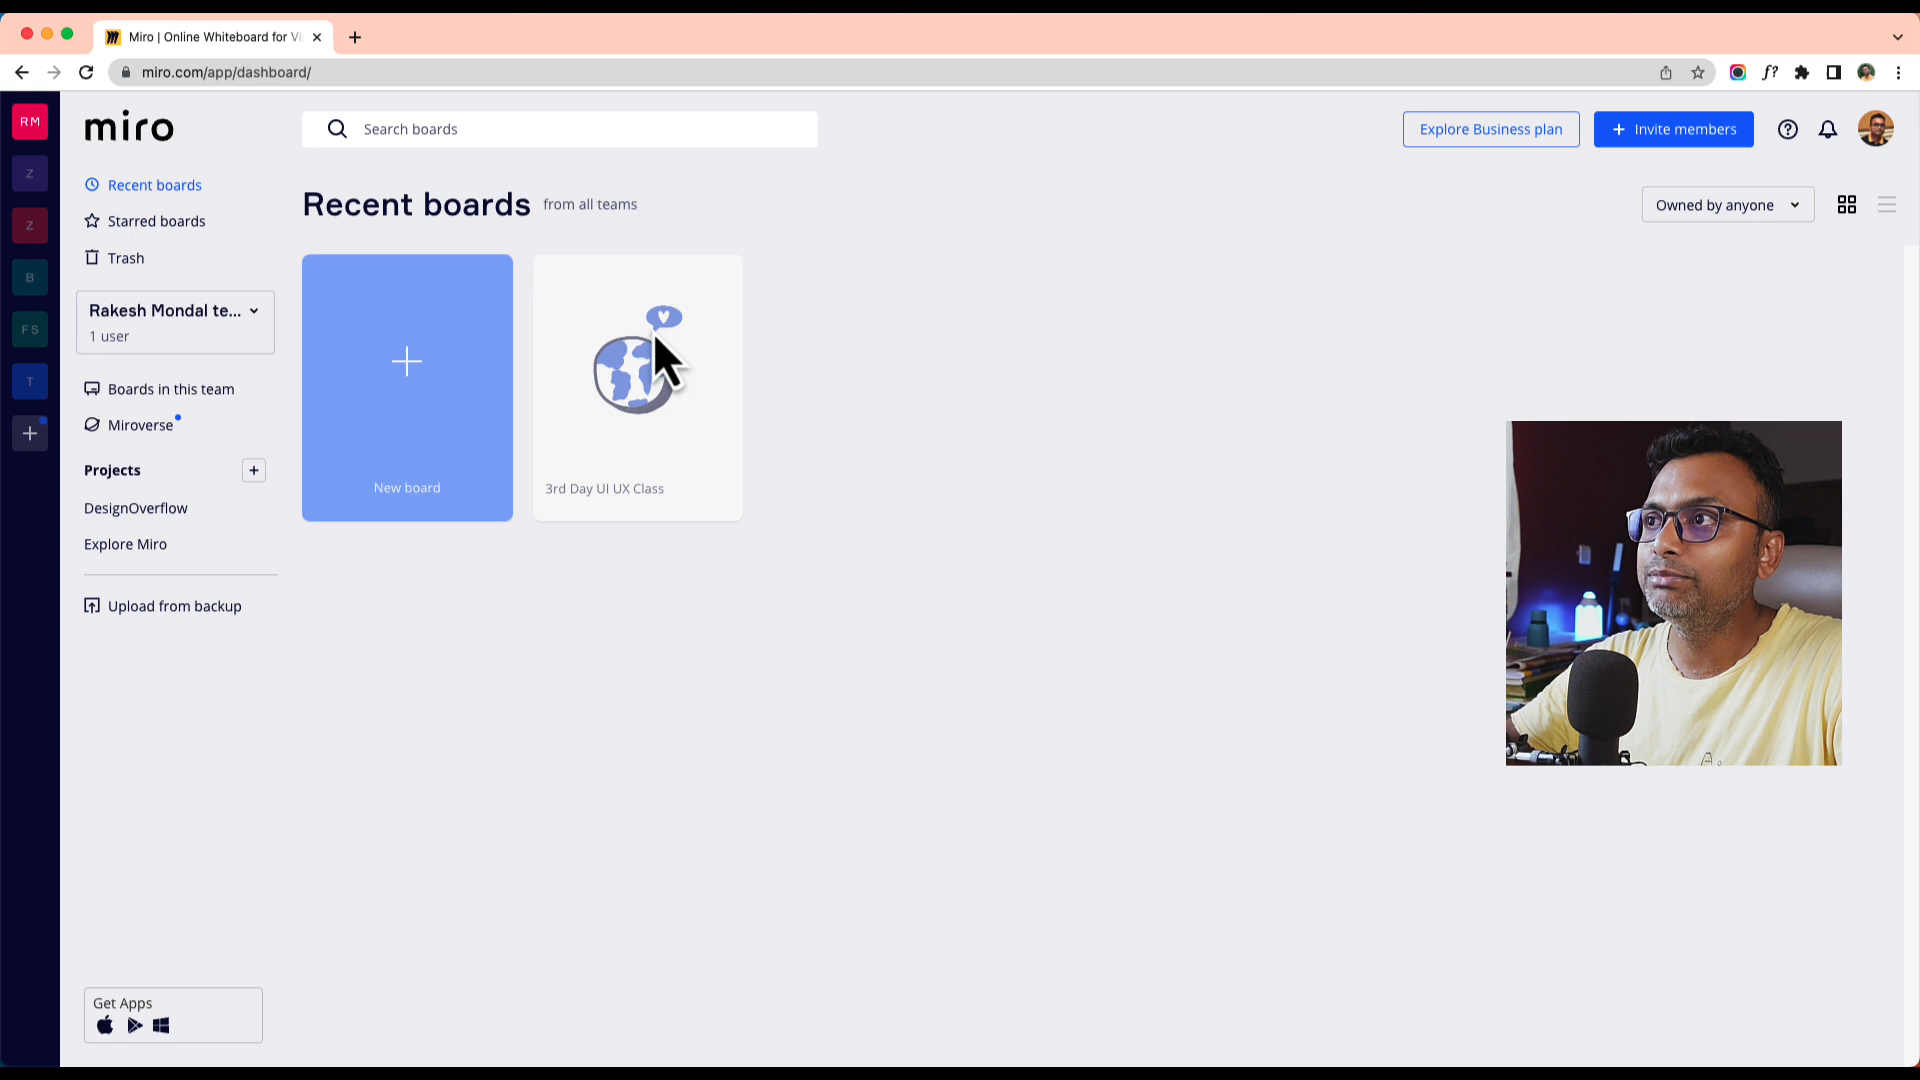 Miro | Online Whiteboard for Vi
miro.com/app/dashboard/
f?
RM
Z
Z
B
FS
T
miro
Search boards
Explore Business plan
+ Invite members
Recent boards
Starred boards
Trash
Rakesh Mondal te...
1 user
Boards in this team
Miroverse
Projects
DesignOverflow
Explore Miro
Upload from backup
Get Apps
Recent boards from all teams
Owned by anyone
New board
3rd Day UI UX Class